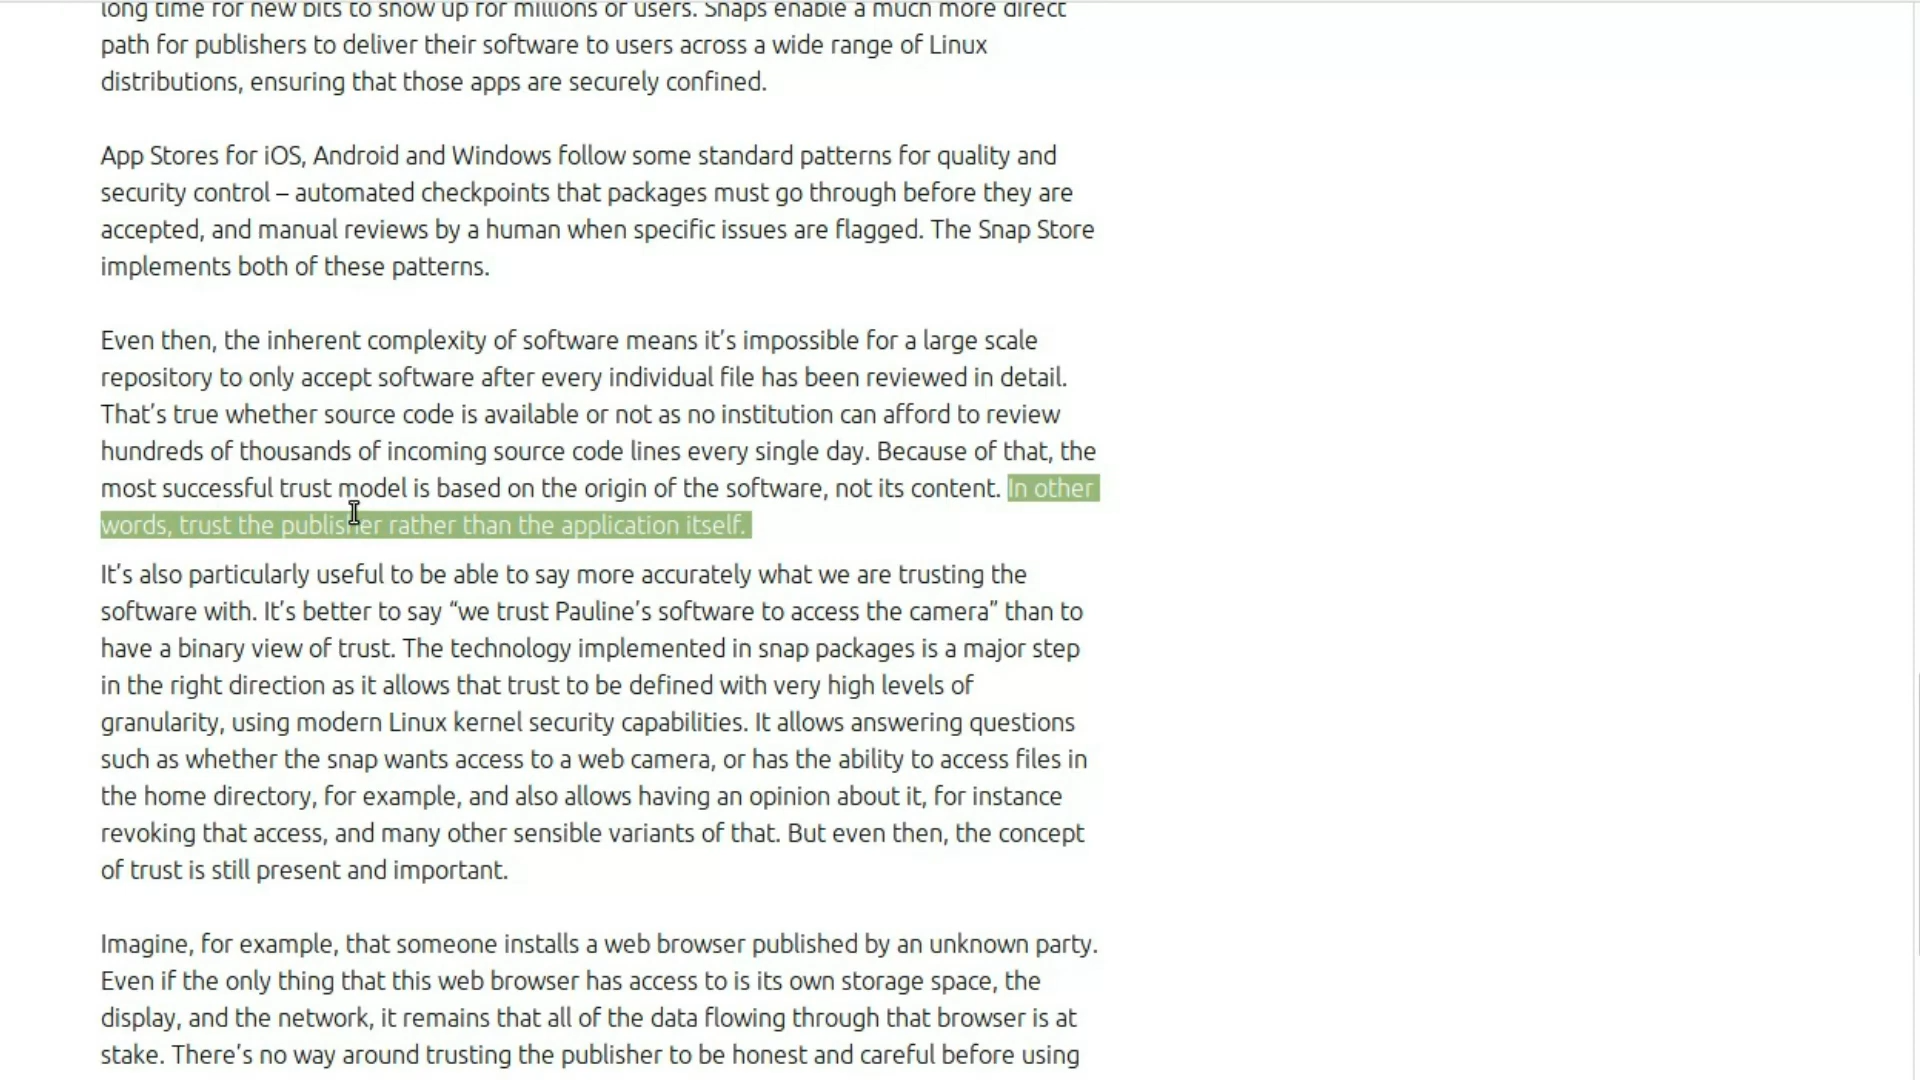 long time for new bits to show up for millions of users. Snaps enable a much more direct
path for publishers to deliver their software to users across a wide range of Linux
distributions, ensuring that those apps are securely confined.
App Stores for iOS, Android and Windows follow some standard patterns for quality and
security control – automated checkpoints that packages must go through before they are
accepted, and manual reviews by a human when specific issues are flagged. The Snap Store
implements both of these patterns.
Even then, the inherent complexity of software means it’s impossible for a large scale
repository to only accept software after every individual file has been reviewed in detail.
That’s true whether source code is available or not as no institution can afford to review
hundreds of thousands of incoming source code lines every single day. Because of that, the
most successful trust model is based on the origin of the software, not its content. In other
words, trust the publisher rather than the application itself.
It’s also particularly useful to be able to say more accurately what we are trusting the
software with. It’s better to say “we trust Pauline’s software to access the camera” than to
have a binary view of trust. The technology implemented in snap packages is a major step
in the right direction as it allows that trust to be defined with very high levels of
granularity, using modern Linux kernel security capabilities. It allows answering questions
such as whether the snap wants access to a web camera, or has the ability to access files in
the home directory, for example, and also allows having an opinion about it, for instance
revoking that access, and many other sensible variants of that. But even then, the concept
of trust is still present and important.
Imagine, for example, that someone installs a web browser published by an unknown party.
Even if the only thing that this web browser has access to is its own storage space, the
display, and the network, it remains that all of the data flowing through that browser is at
stake. There’s no way around trusting the publisher to be honest and careful before using